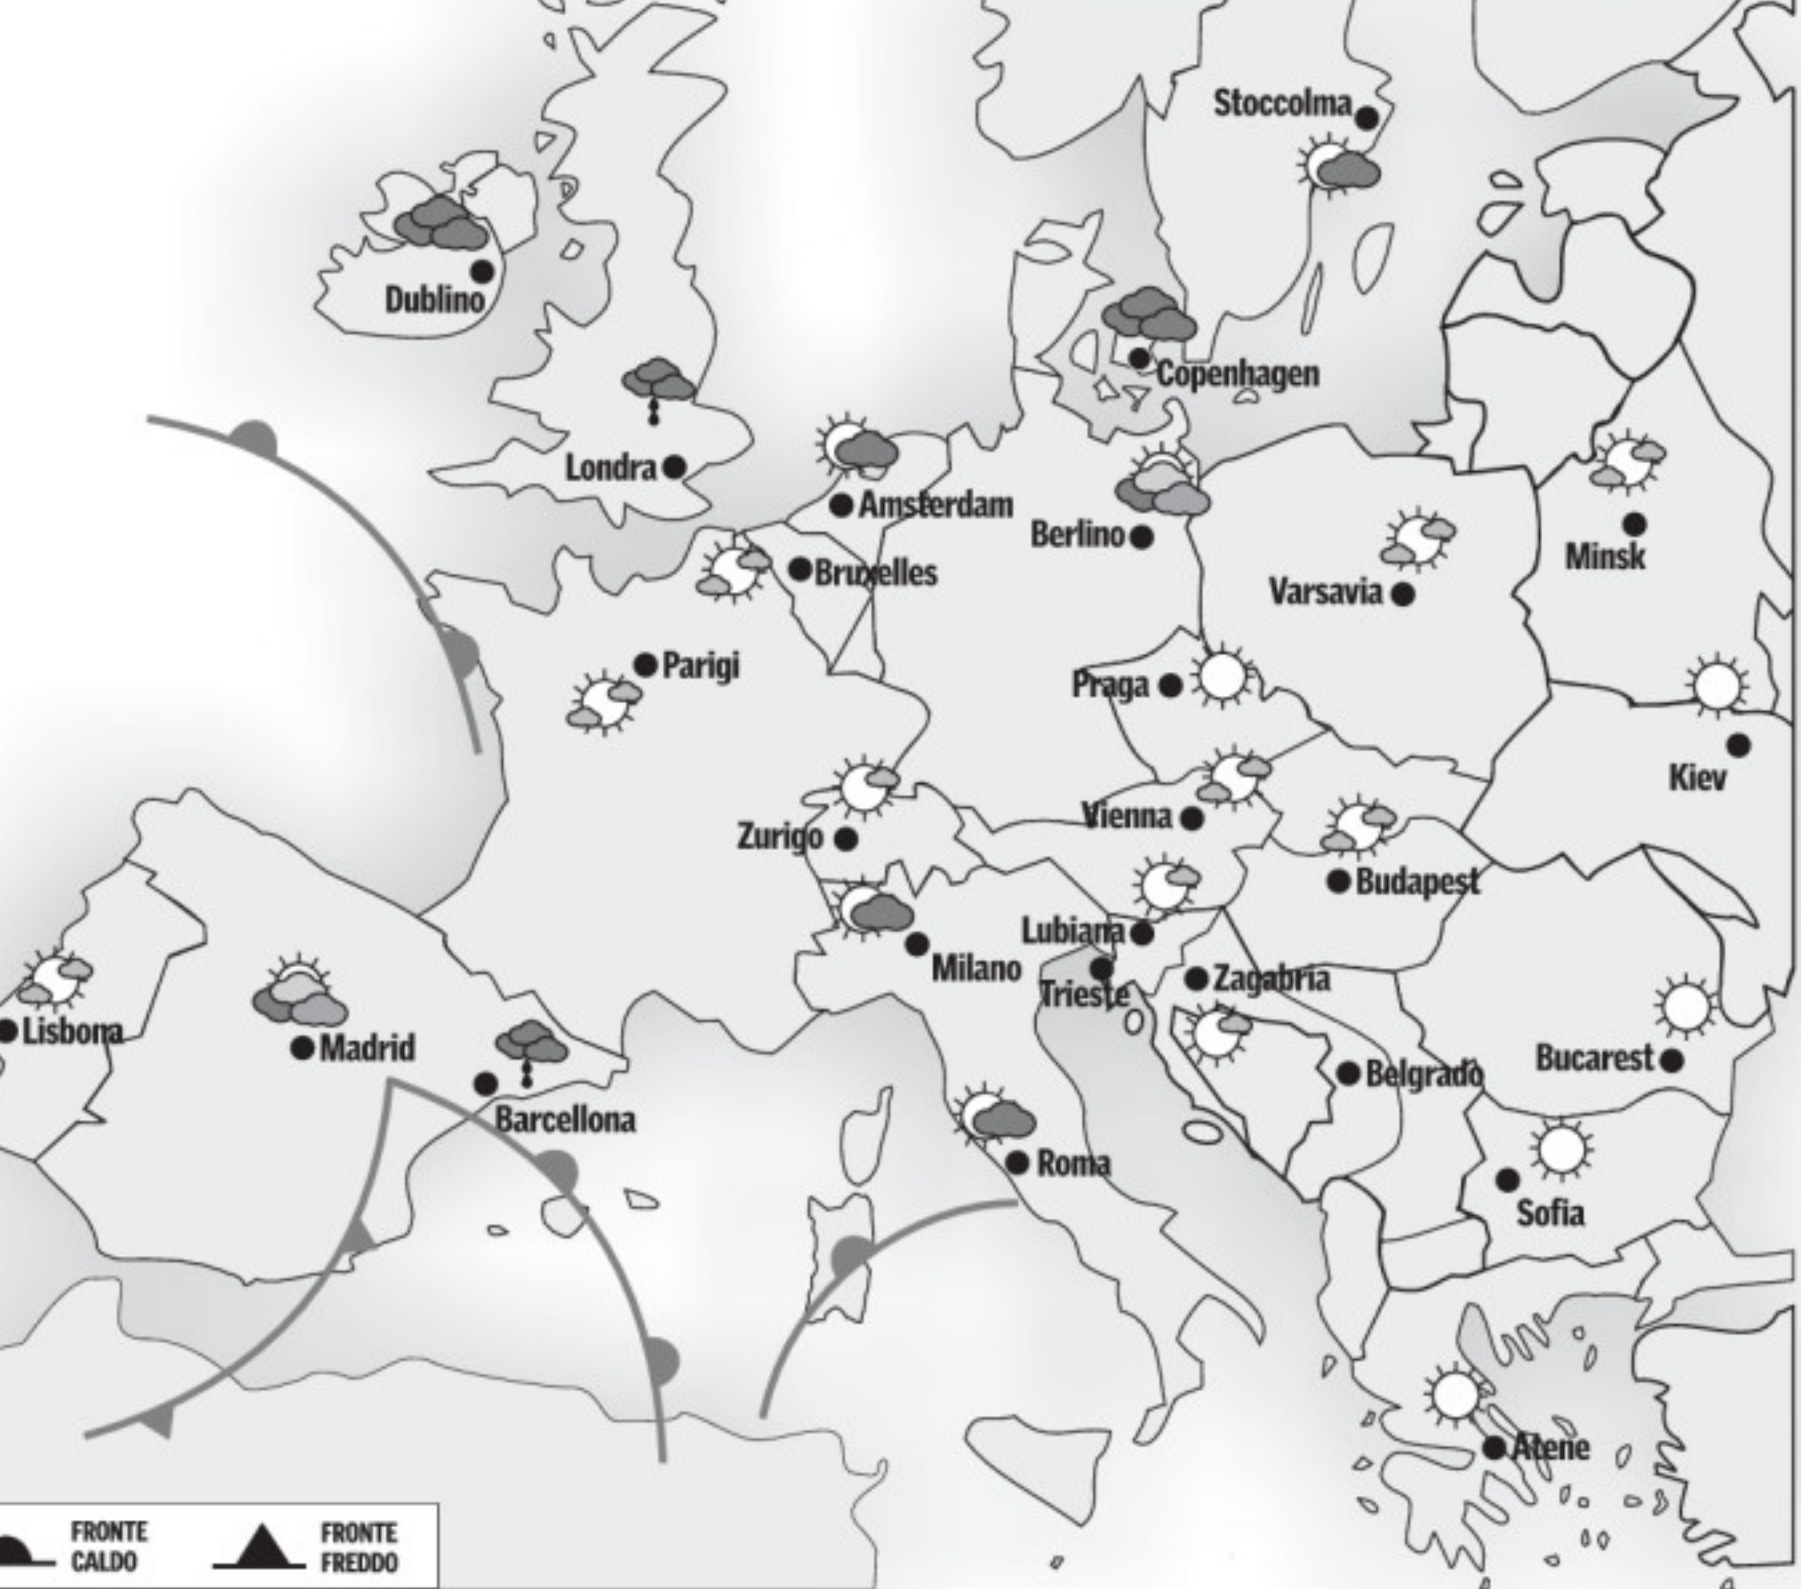 Stoccolma
Dublino
Copenhagen
Londra
Amsterdam
Berlino
Minsk
Bruxelles
Varsavia
Parigi
Praga
Kiev
Vienna
Zurigo
Budapest
Lubiana
Milano
Trieste
Zagabria
Lisbona
Madrid
Bucarest
Belgrado
Barcellona
Roma
Sofia
Atene
FRONTE
CALDO
FRONTE
FREDDO